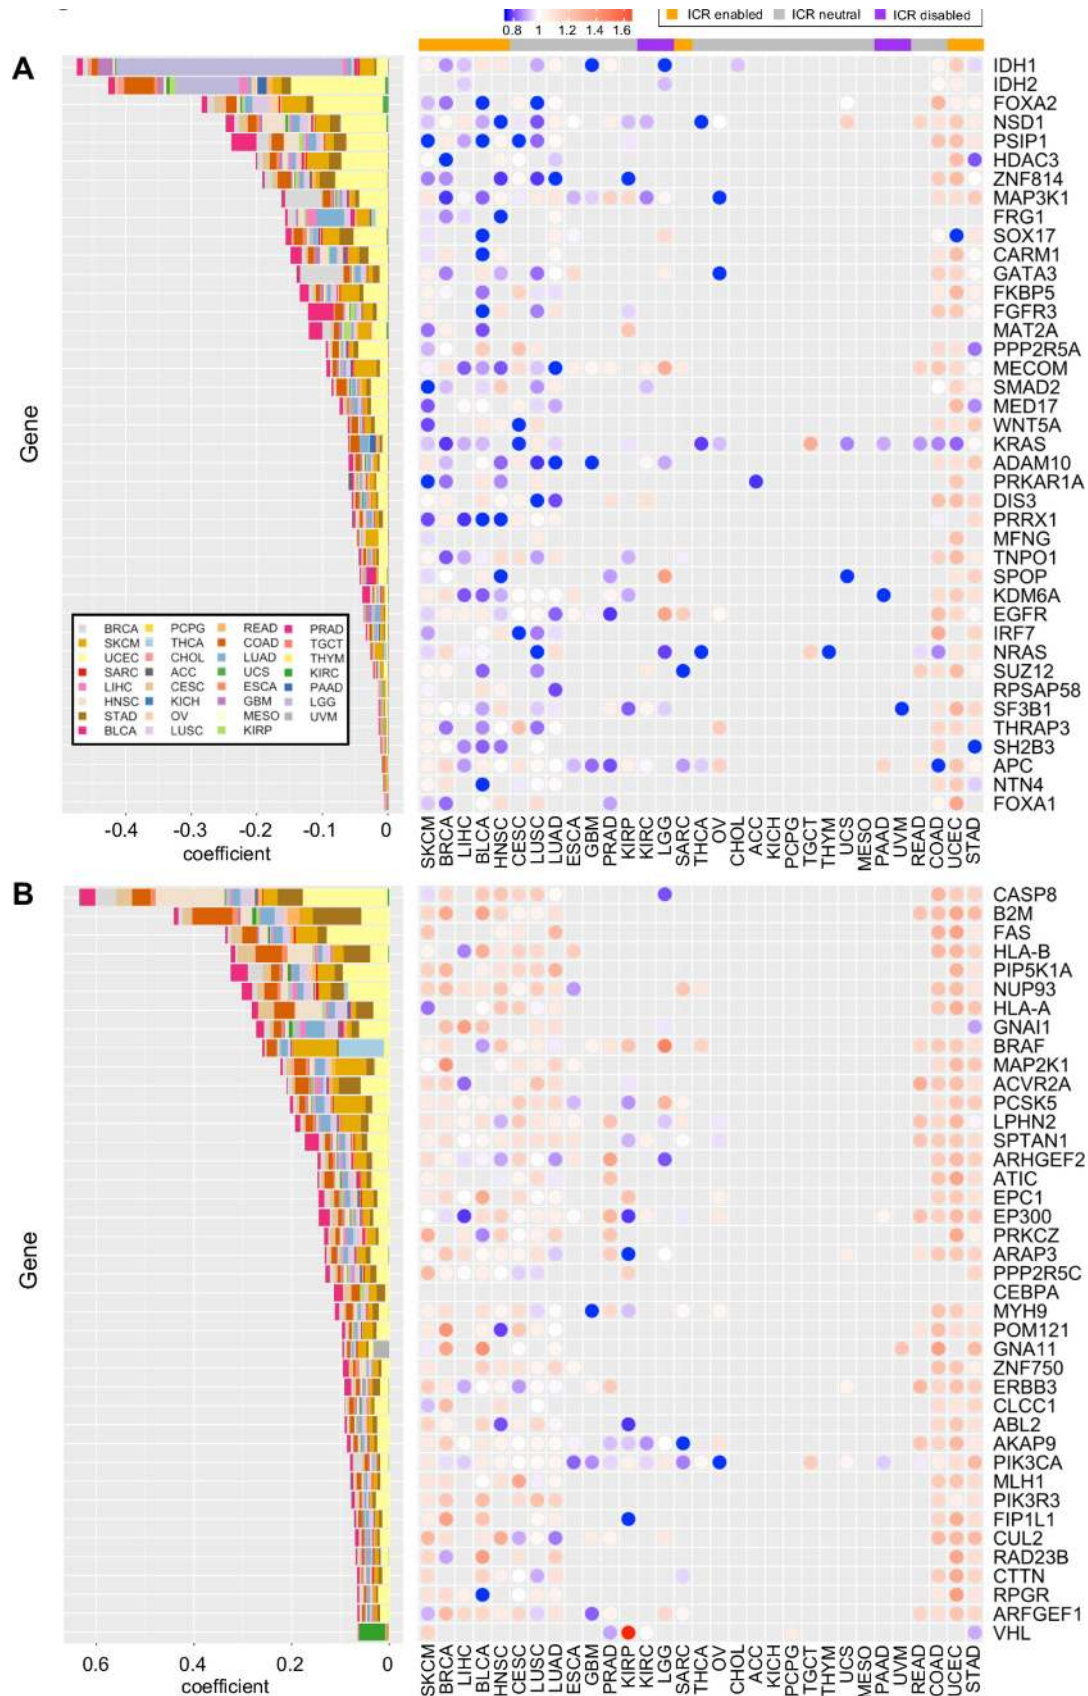 0.8 1 1.2 1.4 1.6
ICR enabled ICR neutral ICR disabled
A
IDH1
IDH2
FOXA2
NSD1
PSIP1
HDAC3
ZNF814
MAP3K1
FRG1
SOX17
CARM1
GATA3
FKBP5
FGFR3
MAT2A
PPP2R5A
MECOM
SMAD2
MED17
WNT5A
KRAS
ADAM10
PRKAR1A
DIS3
PRRX1
MFNG
TNPO1
SPOP
KDM6A
EGFR
IRF7
NRAS
SUZ12
RPSAP58
SF3B1
THRAP3
SH2B3
APC
NTN4
FOXA1
Gene
BRCA PCPG READ PRAD
SKCM THCA COAD TGCT
UCEC CHOL LUAD THYM
SARC ACC UCS KIRC
LIHC CESC ESCA PAAD
HNSC KICH GBM LGG
STAD OV MESO UVM
BLCA LUSC KIRP
-0.4 -0.3 -0.2 -0.1 0
coefficient
SKCM BRCA LIHC BLCA HNSC CESC LUSC LUAD ESCA GBM PRAD KIRP KIRC LGG SARC THCA OV CHOL ACC KICH PCPG TGCT THYM UCS MESO PAAD UVM READ COAD UCEC STAD
B
CASP8
B2M
FAS
HLA-B
PIP5K1A
NUP93
HLA-A
GNAI1
BRAF
MAP2K1
ACVR2A
PCSK5
LPHN2
SPTAN1
ARHGEF2
ATIC
EPC1
EP300
PRKCZ
ARAP3
PPP2R5C
CEBPA
MYH9
POM121
GNA11
ZNF750
ERBB3
CLCC1
ABL2
AKAP9
PIK3CA
MLH1
PIK3R3
FIP1L1
CUL2
RAD23B
CTTN
RPGR
ARFGEF1
VHL
Gene
0.6 0.4 0.2 0
coefficient
SKCM BRCA LIHC BLCA HNSC CESC LUSC LUAD ESCA GBM PRAD KIRP KIRC LGG SARC THCA OV CHOL ACC KICH PCPG TGCT THYM UCS MESO PAAD UVM READ COAD UCEC STAD